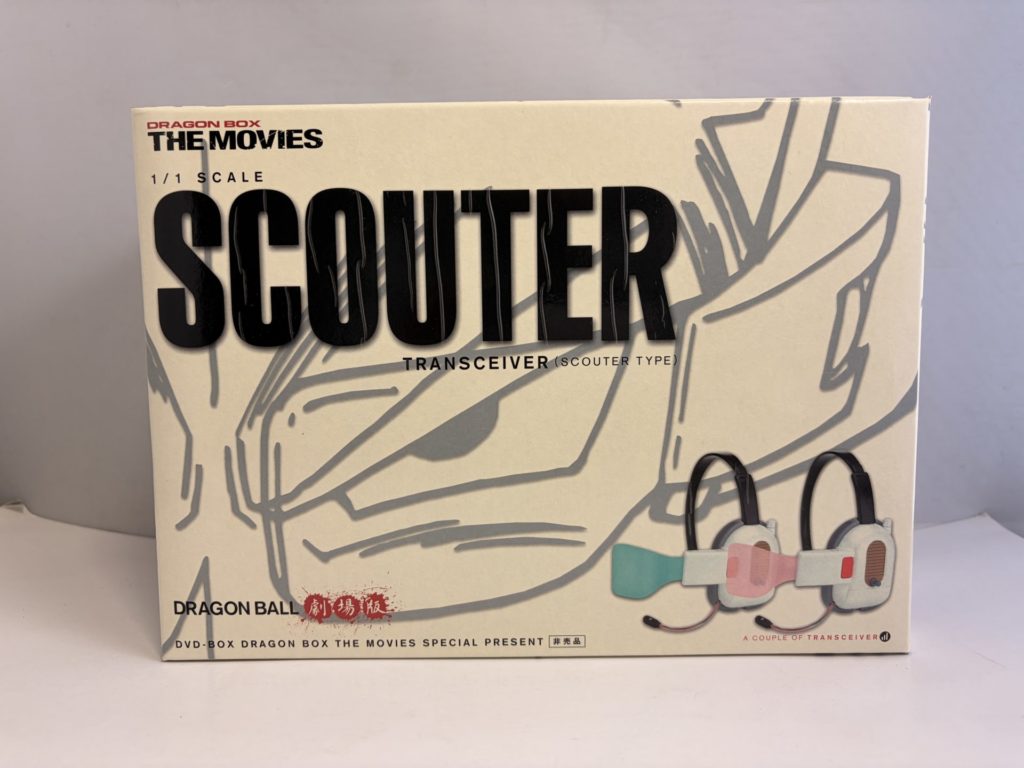 DRAGON BOX
THE MOVIES
1/1 SCALE
SCOUTER
TRANSCEIVER (SCOUTER TYPE)
DRAGON BALL 劇場版
DVD-BOX DRAGON BOX THE MOVIES SPECIAL PRESENT 非売品
A COUPLE OF TRANSCEIVER